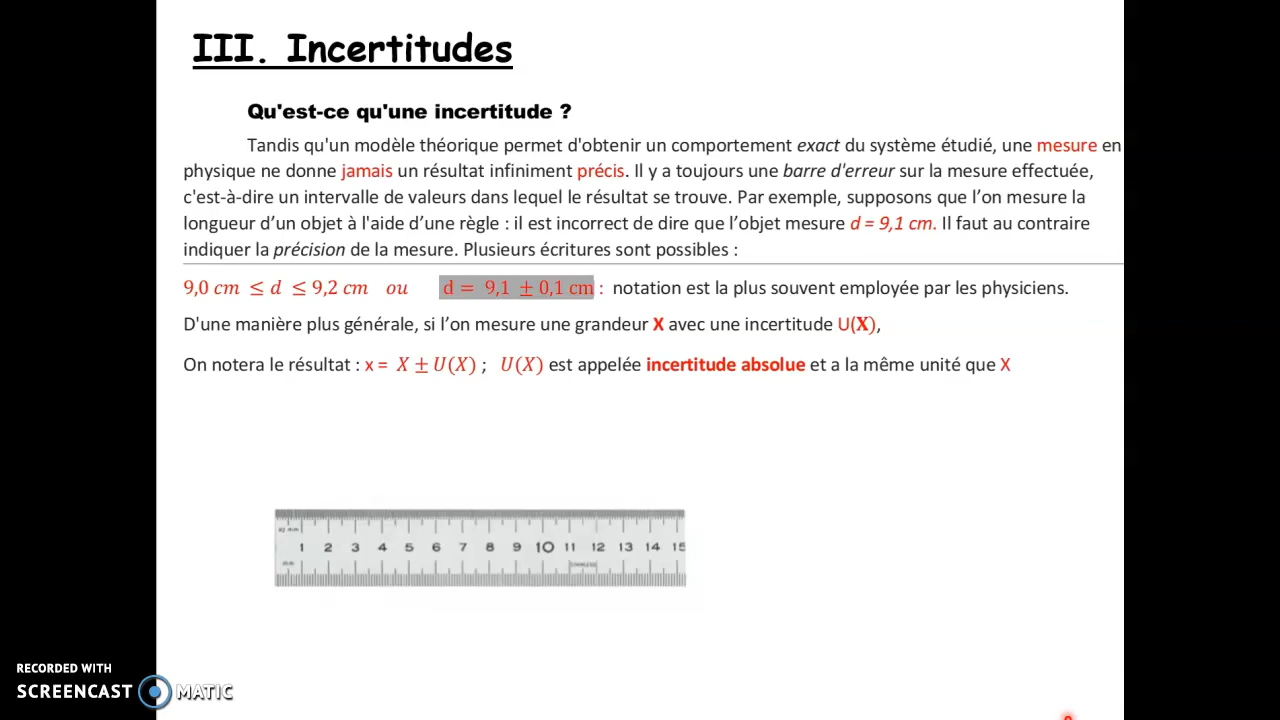 III. Incertitudes
Qu'est-ce qu'une incertitude ?
Tandis qu'un modèle théorique permet d'obtenir un comportement exact du système étudié, une mesure en
physique ne donne jamais un résultat infiniment précis. Il y a toujours une barre d'erreur sur la mesure effectuée,
c'est-à-dire un intervalle de valeurs dans lequel le résultat se trouve. Par exemple, supposons que l’on mesure la
longueur d’un objet à l'aide d’une règle : il est incorrect de dire que l’objet mesure d = 9,1 cm. Il faut au contraire
indiquer la précision de la mesure. Plusieurs écritures sont possibles :
9,0 cm ≤ d ≤ 9,2 cm ou d = 9,1 ± 0,1 cm : notation est la plus souvent employée par les physiciens.
D'une manière plus générale, si l’on mesure une grandeur X avec une incertitude U(X),
On notera le résultat : x = X ± U(X) ; U(X) est appelée incertitude absolue et a la même unité que X
1 2 3 4 5 6 7 8 9 10 11 12 13 14 15
RECORDED WITH
SCREENCAST MATIC